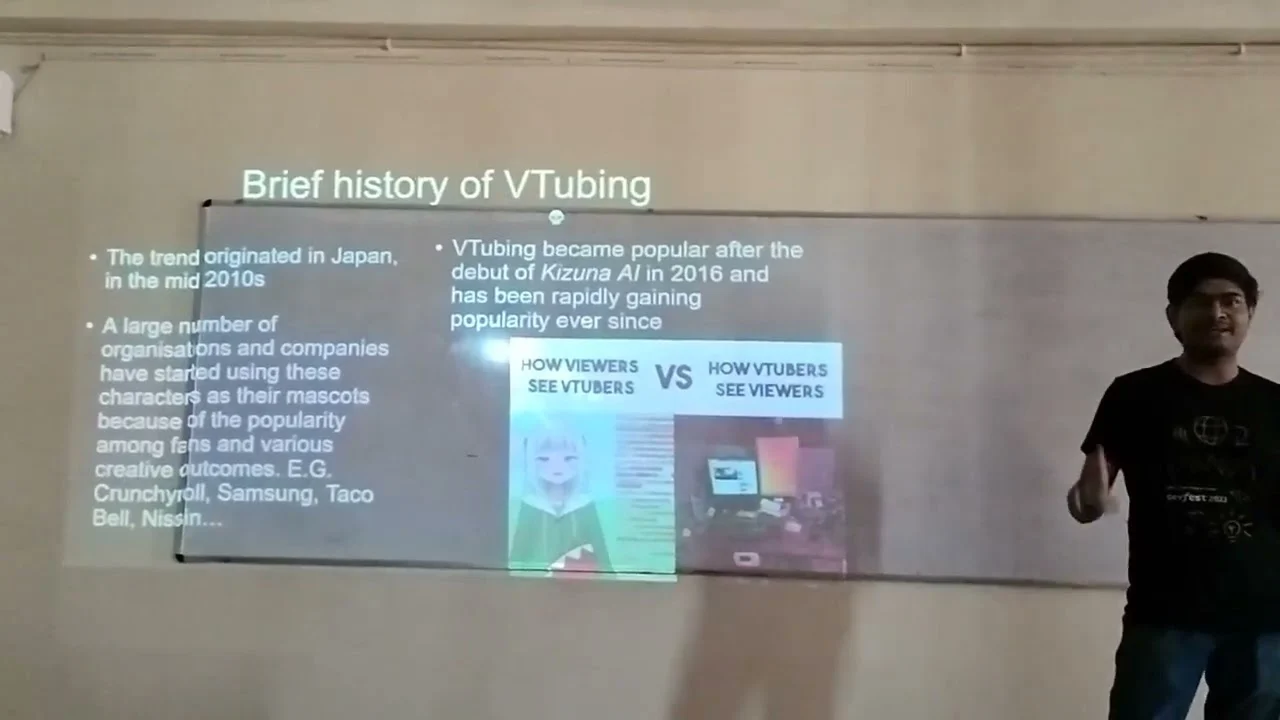 Brief history of VTubing
• The trend originated in Japan,
in the mid 2010s
• A large number of
organisations and companies
have started using these
characters as their mascots
because of the popularity
among fans and various
creative outcomes. E.G.
Crunchyroll, Samsung, Taco
Bell, Nissin...
• VTubing became popular after the
debut of Kizuna AI in 2016 and
has been rapidly gaining
popularity ever since
HOW VIEWERS
SEE VTUBERS
VS
HOW VTUBERS
SEE VIEWERS
devfest 2022